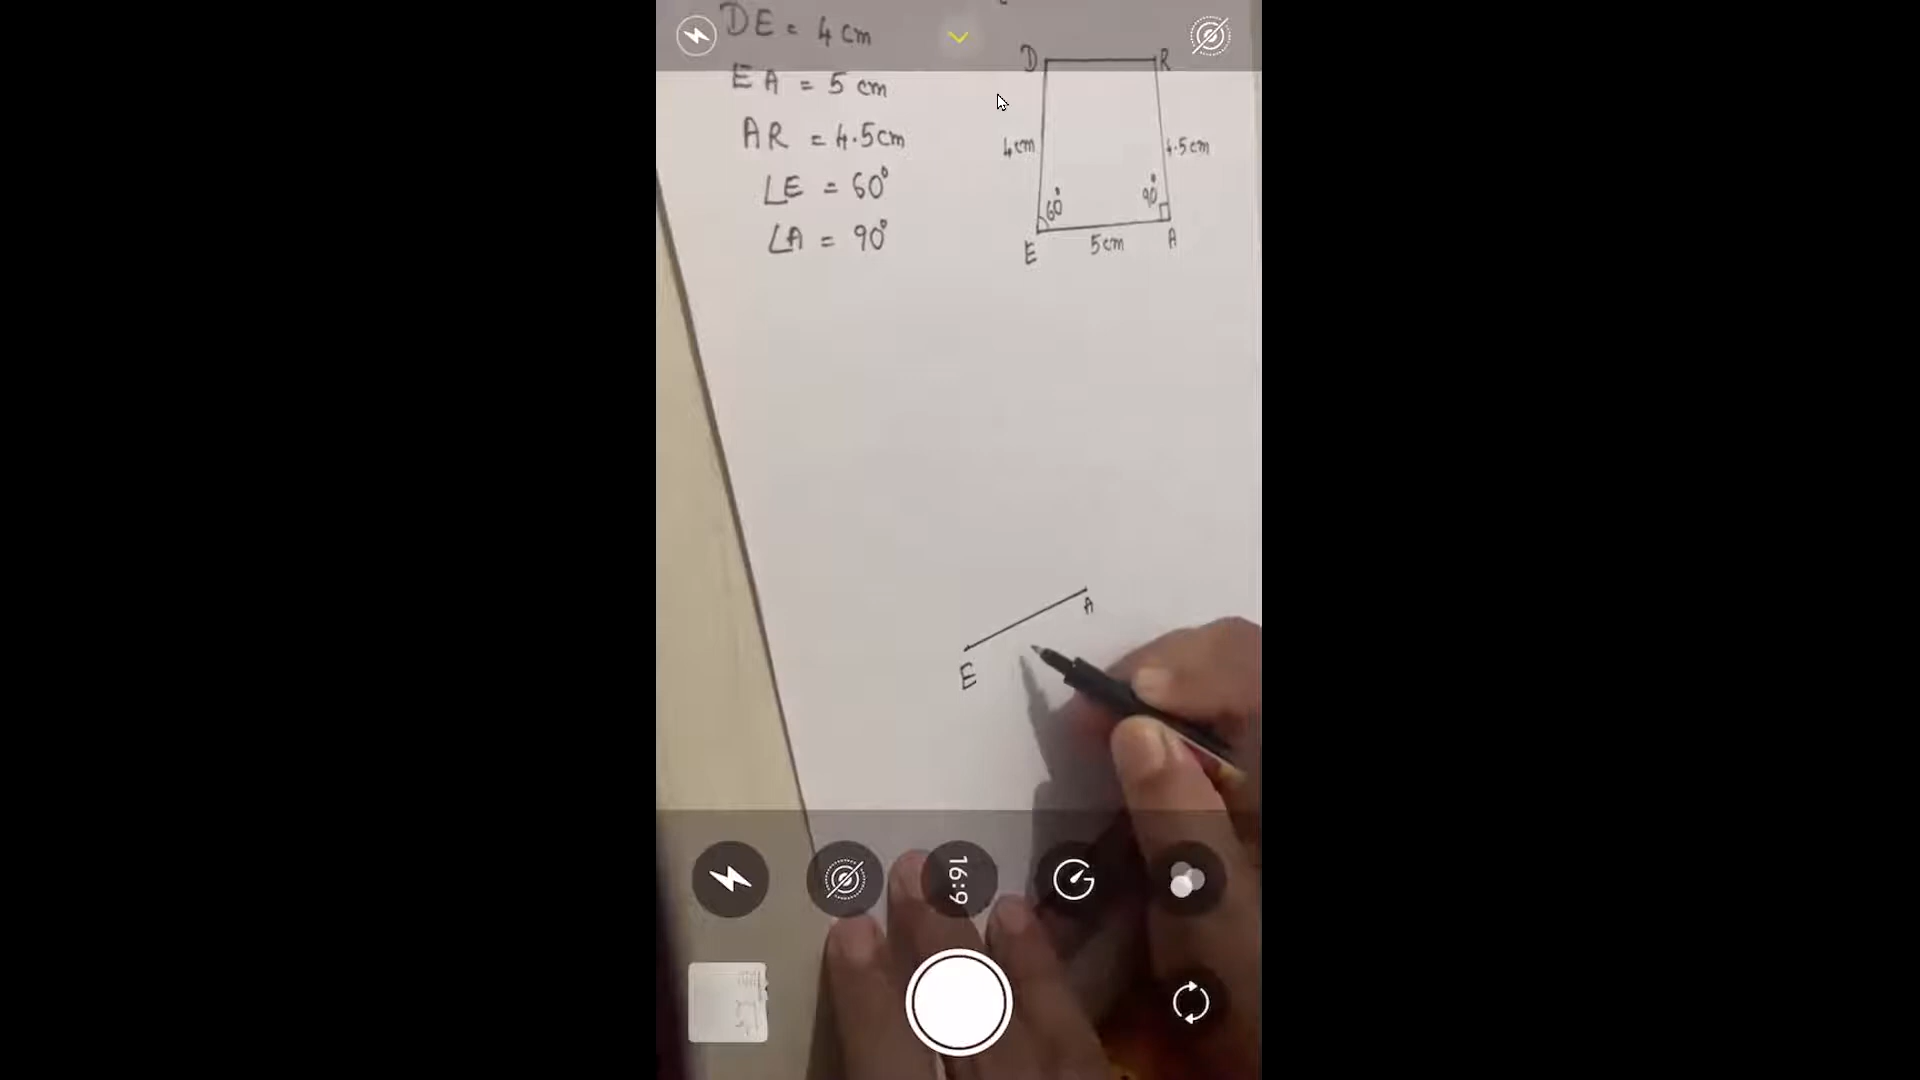 DE = 4 cm
EA = 5 cm
AR = 4.5cm
∠E = 60°
∠A = 90°
D R
4cm 4.5cm
60° 90°
E 5cm A
A
E
16:9